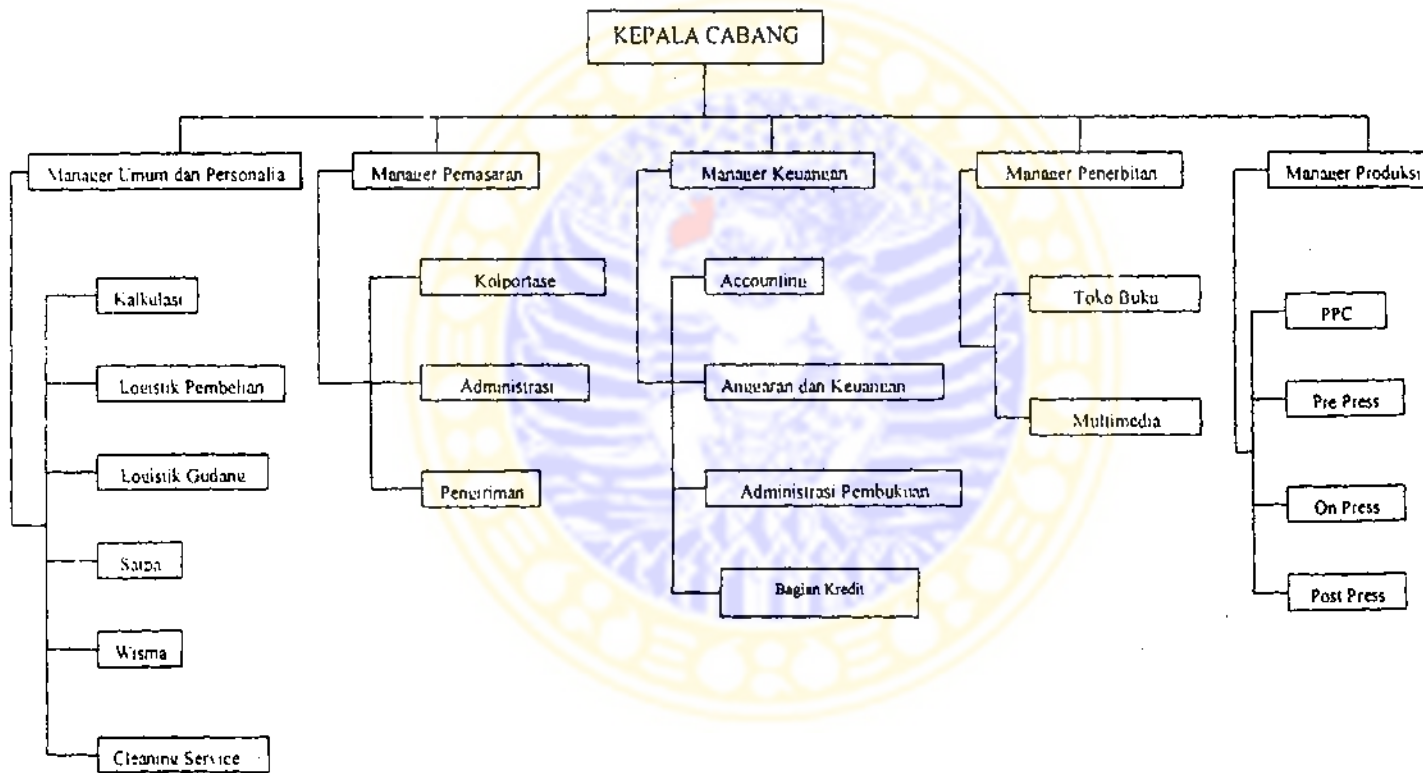 KEPALA CABANG
Manager Umum dan Personalia
Manager Pemasaran
Manager Keuangan
Manager Penerbitan
Manager Produksi
Kalkulasi
Logistik Pembelian
Logistik Gudang
Satpa
Wisma
Cleaning Service
Kolportase
Administrasi
Pengiriman
Accounting
Anggaran dan Keuangan
Administrasi Pembukuan
Bagian Kredit
Toko Buku
Multimedia
PPC
Pre Press
On Press
Post Press